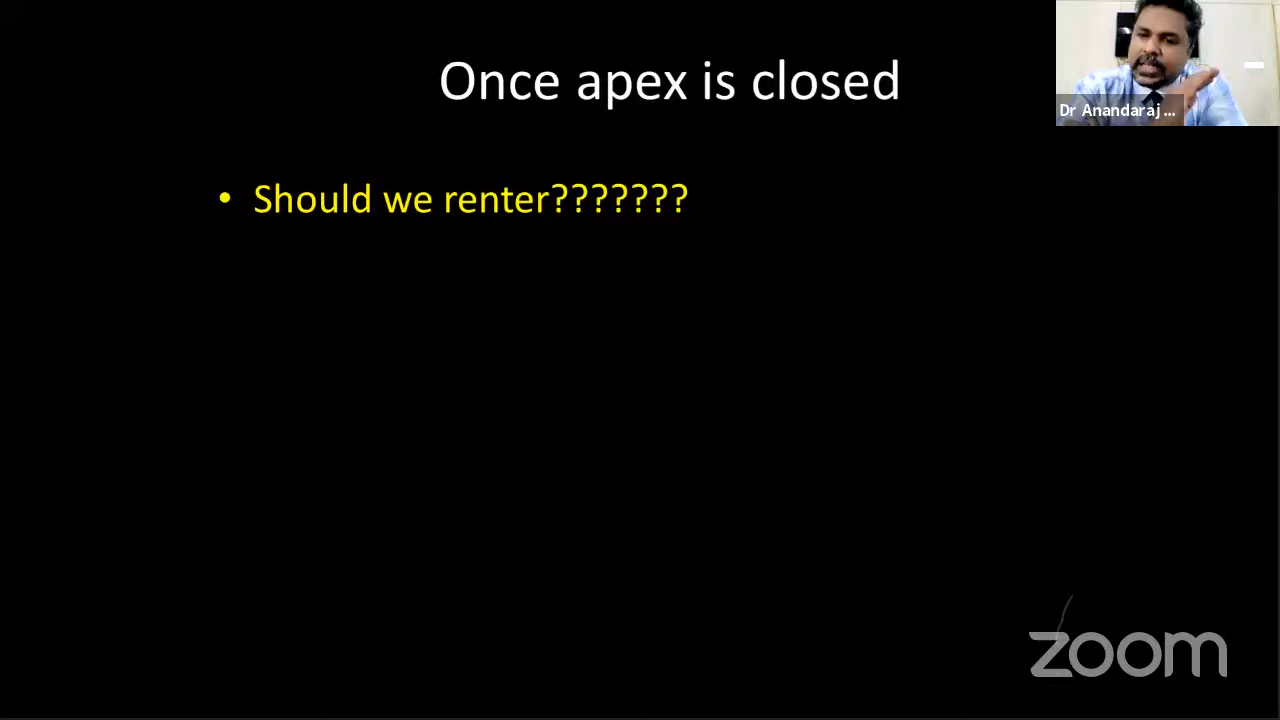 Once apex is closed
Dr Anandaraj ...
• Should we renter???????
zoom